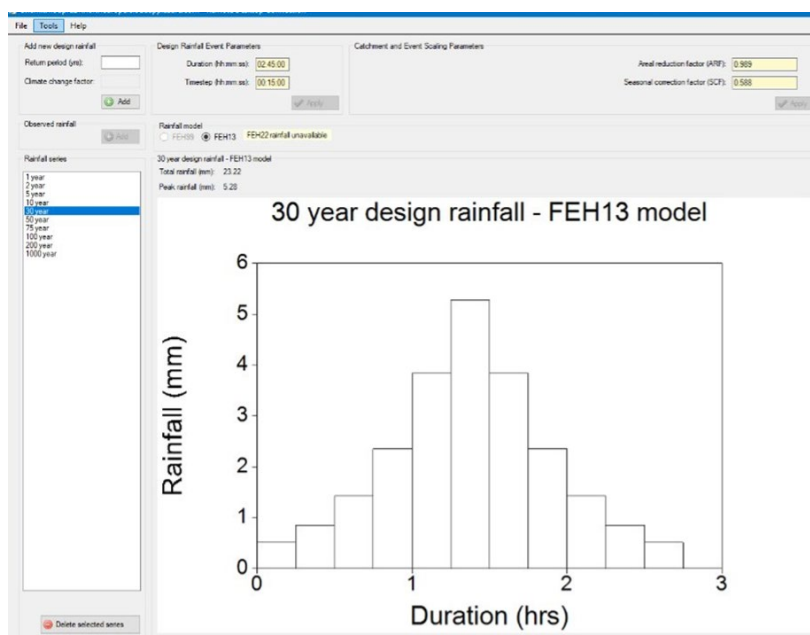 File Tools Help
Add new design rainfall
Return period (yrs):
Climate change factor:
Add
Design Rainfall Event Parameters
Duration (hh:mm:ss): 02:45:00
Timestep (hh:mm:ss): 00:15:00
Apply
Catchment and Event Scaling Parameters
Areal reduction factor (ARF): 0.989
Seasonal correction factor (SCF): 0.588
Apply
Observed rainfall
Add
Rainfall model
FEH99 FEH13 FEH22 rainfall unavailable
Rainfall series
1 year
2 year
5 year
10 year
30 year
50 year
75 year
100 year
200 year
1000 year
Delete selected series
30 year design rainfall - FEH13 model
Total rainfall (mm): 23.22
Peak rainfall (mm): 5.28
30 year design rainfall - FEH13 model
Rainfall (mm)
6
5
4
3
2
1
0
0 1 2 3
Duration (hrs)